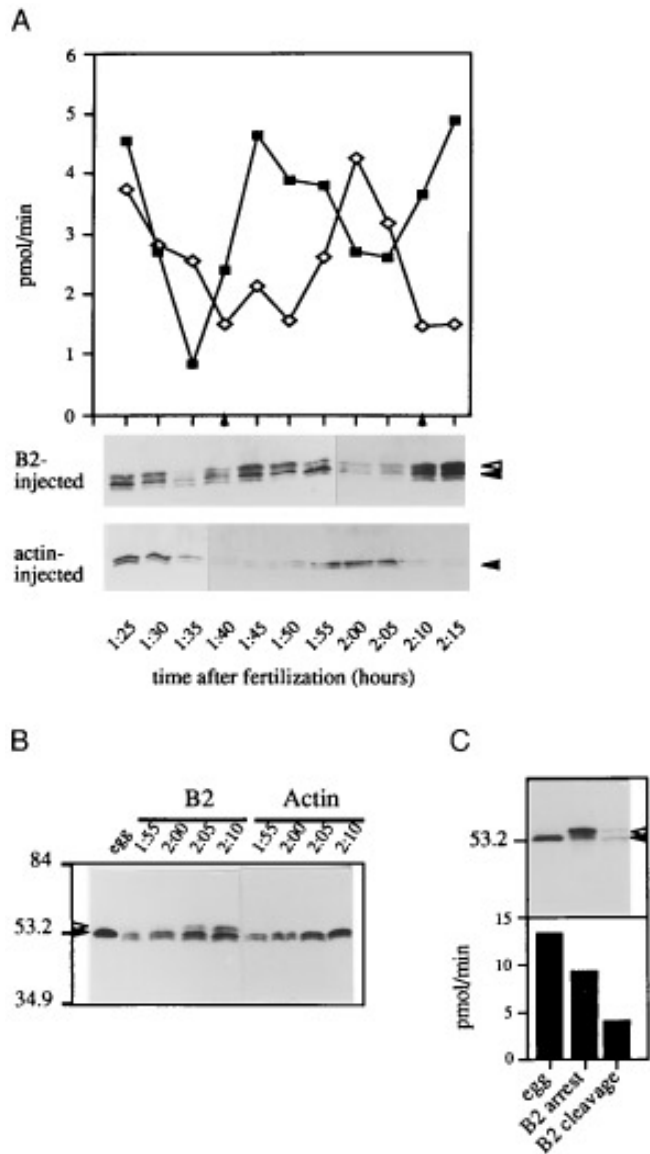 A
6
5
4
3
2
1
0
pmol/min
B2-
injected
actin-
injected
1:25 1:30 1:35 1:40 1:45 1:50 1:55 2:00 2:05 2:10 2:15
time after fertilization (hours)
B
B2 Actin
egg 1:55 2:00 2:05 2:10 1:55 2:00 2:05 2:10
84
53.2
34.9
C
53.2
15
10
5
0
pmol/min
egg
B2 arrest
B2 cleavage